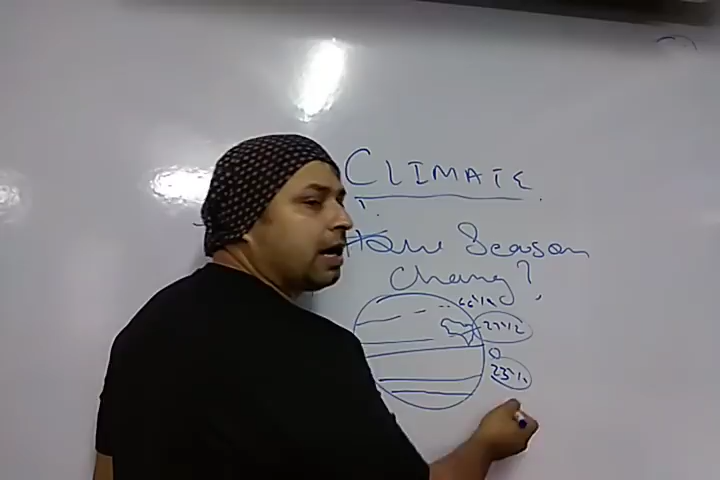 CLIMATE
How Season
Change?
66½
23½
0
23½